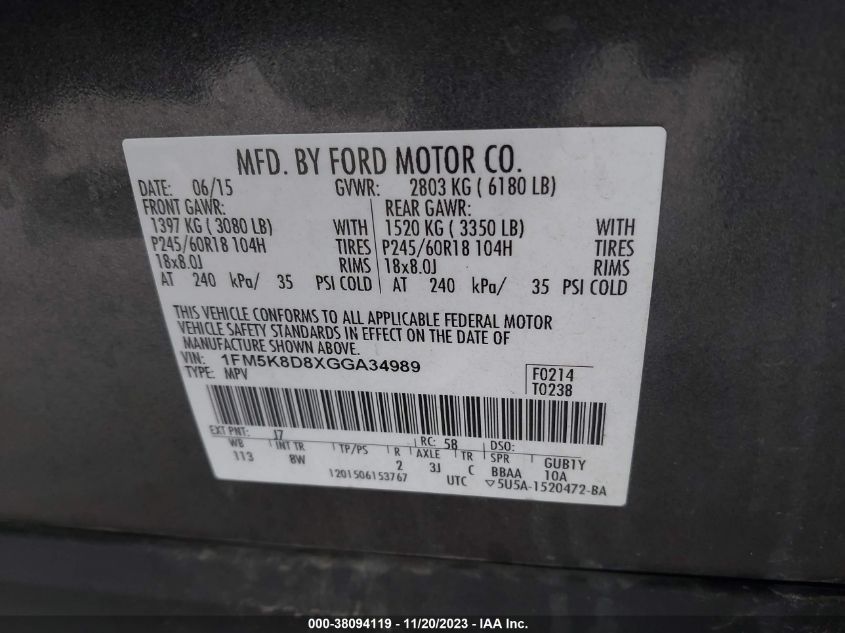 MFD. BY FORD MOTOR CO.
DATE: 06/15 GVWR: 2803 KG ( 6180 LB)
FRONT GAWR: REAR GAWR:
1397 KG ( 3080 LB) WITH 1520 KG ( 3350 LB) WITH
P245/60R18 104H TIRES P245/60R18 104H TIRES
18x8.0J RIMS 18x8.0J RIMS
AT 240 kPa/ 35 PSI COLD AT 240 kPa/ 35 PSI COLD
THIS VEHICLE CONFORMS TO ALL APPLICABLE FEDERAL MOTOR
VEHICLE SAFETY STANDARDS IN EFFECT ON THE DATE OF
MANUFACTURE SHOWN ABOVE.
VIN: 1FM5K8D8XGGA34989 F0214
TYPE: MPV T0238
EXT PNT: J7 RC: 58 DSO:
WB INT TR TP/PS R AXLE TR SPR GUB1Y
113 8W 2 3J C BBAA 10A
1201506153767 UTC ▽5U5A-1520472-BA
000-38094119 - 11/20/2023 - IAA Inc.